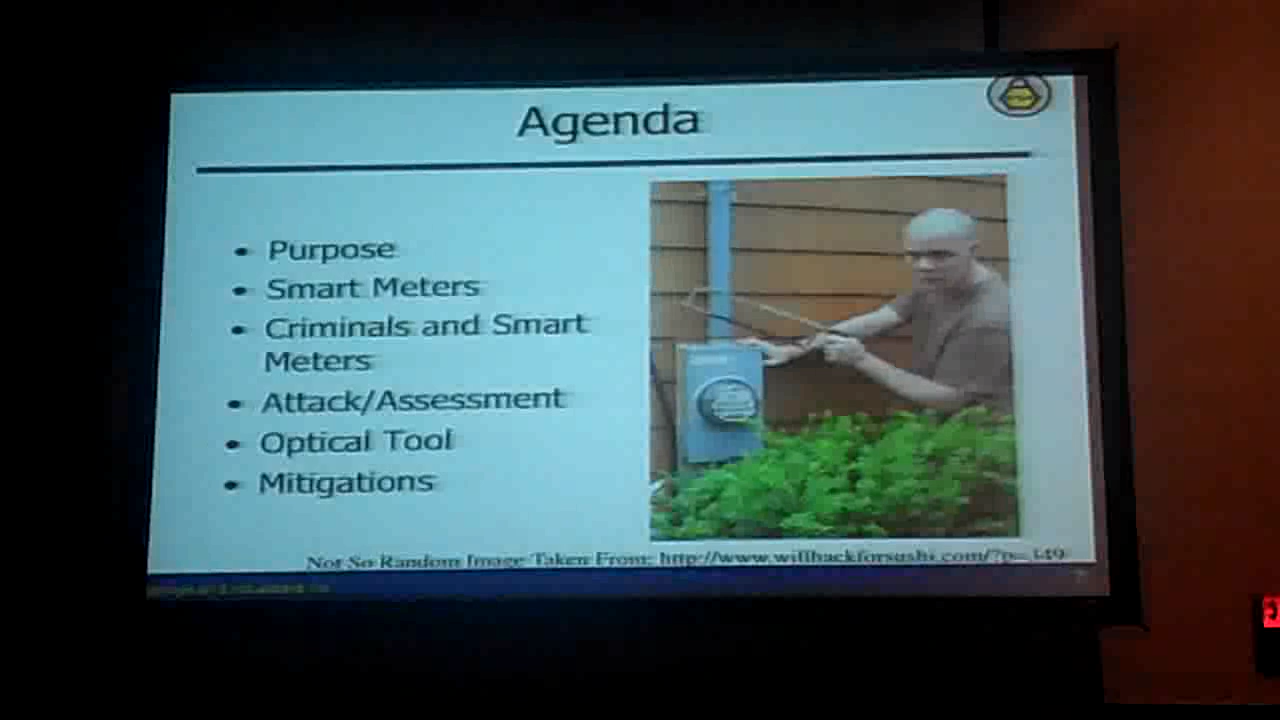 Agenda
• Purpose
• Smart Meters
• Criminals and Smart
Meters
• Attack/Assessment
• Optical Tool
• Mitigations
Not So Random Image Taken From: http://www.willhackforsushi.com/?p=349